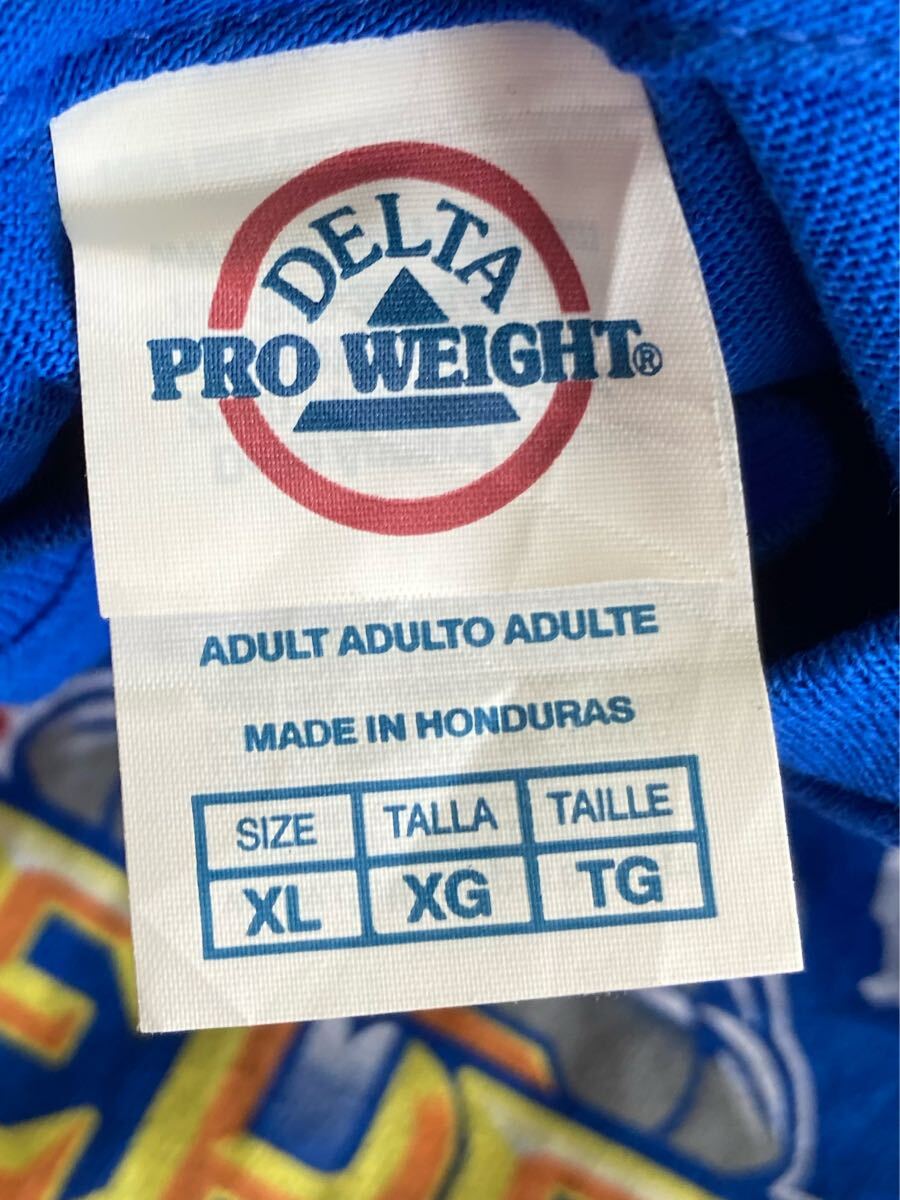 DELTA
PRO WEIGHT®
ADULT ADULTO ADULTE
MADE IN HONDURAS
SIZE TALLA TAILLE
XL XG TG